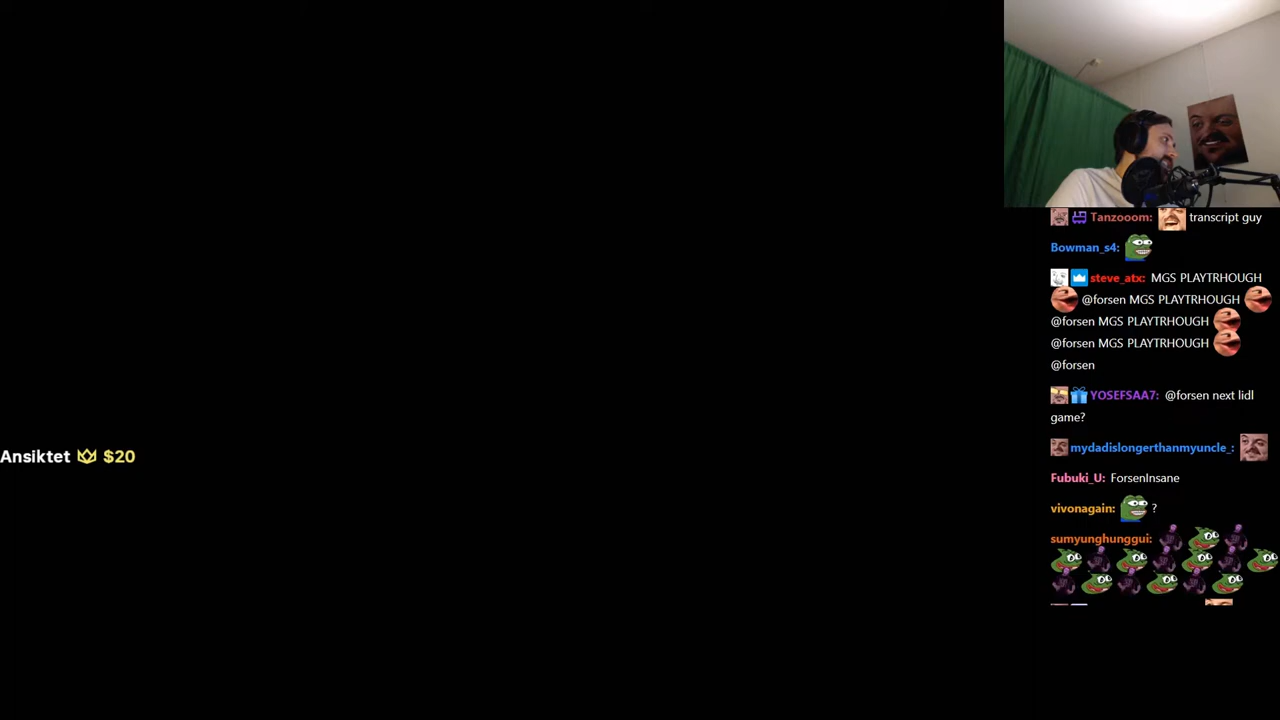 Tanzooom: transcript guy
Bowman_s4:
steve_atx: MGS PLAYTRHOUGH
@forsen MGS PLAYTRHOUGH
@forsen MGS PLAYTRHOUGH
@forsen MGS PLAYTRHOUGH
@forsen
YOSEFSAA7: @forsen next lidl
game?
mydadislongerthanmyuncle_:
Ansiktet $20
Fubuki_U: ForsenInsane
vivonagain: ?
sumyunghunggui: